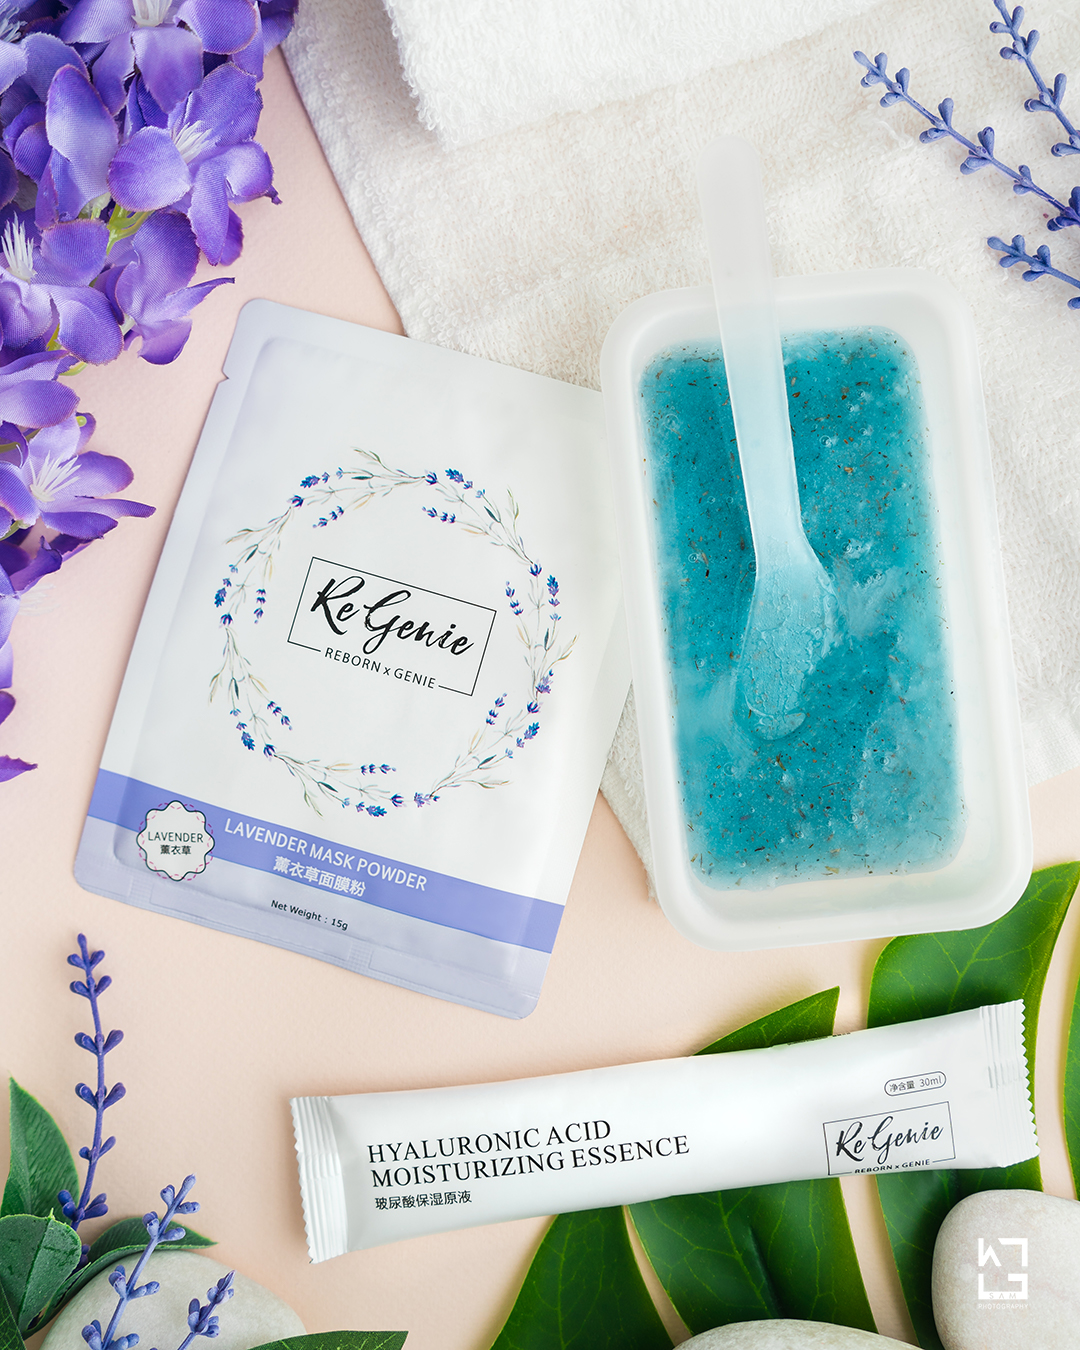 Re Genie
REBORN x GENIE
LAVENDER
薰衣草
LAVENDER MASK POWDER
薰衣草面膜粉
Net Weight : 15g
净含量 30ml
HYALURONIC ACID
MOISTURIZING ESSENCE
玻尿酸保湿原液
Re Genie
REBORN x GENIE
SAM
PHOTOGRAPHY